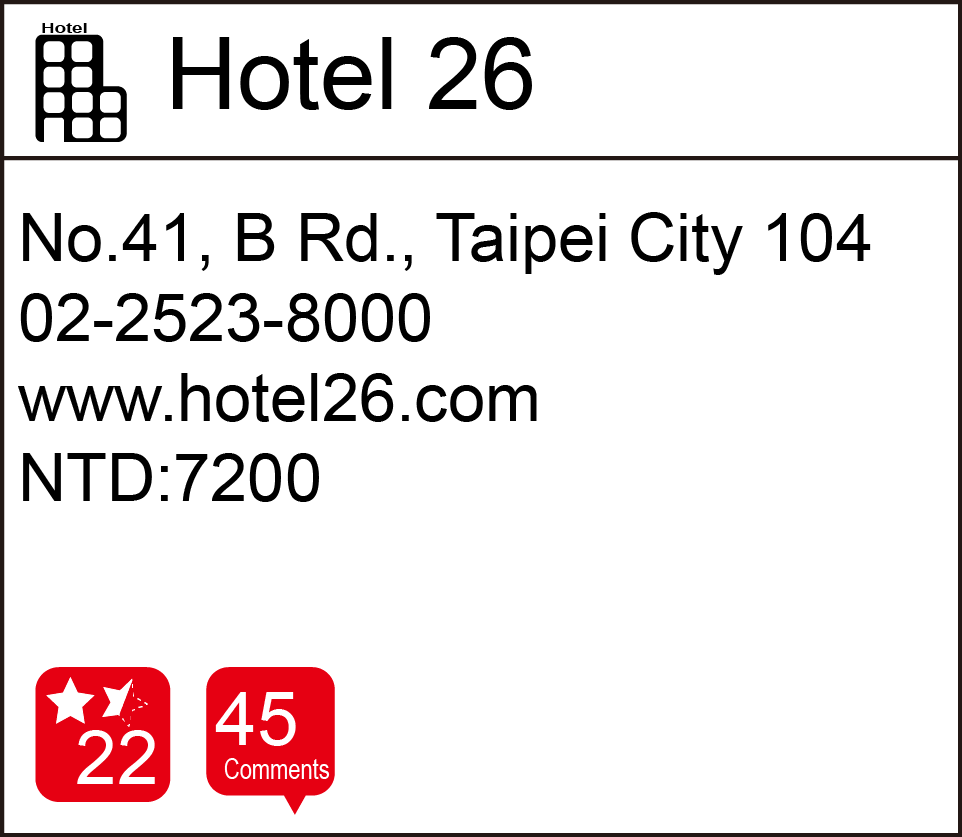 Hotel
Hotel 26
No.41, B Rd., Taipei City 104
02-2523-8000
www.hotel26.com
NTD:7200
22
45
Comments